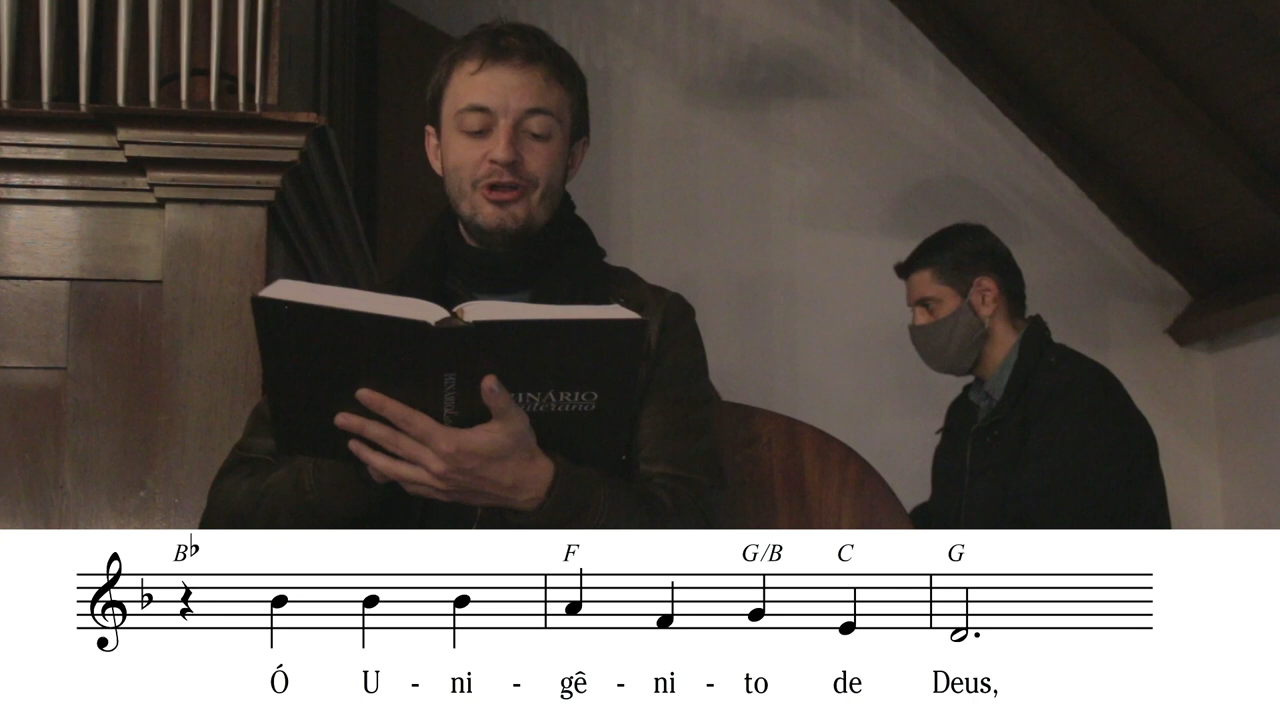 HINÁRIO
B♭ F G/B C G
Ó U - ni - gê - ni - to de Deus,